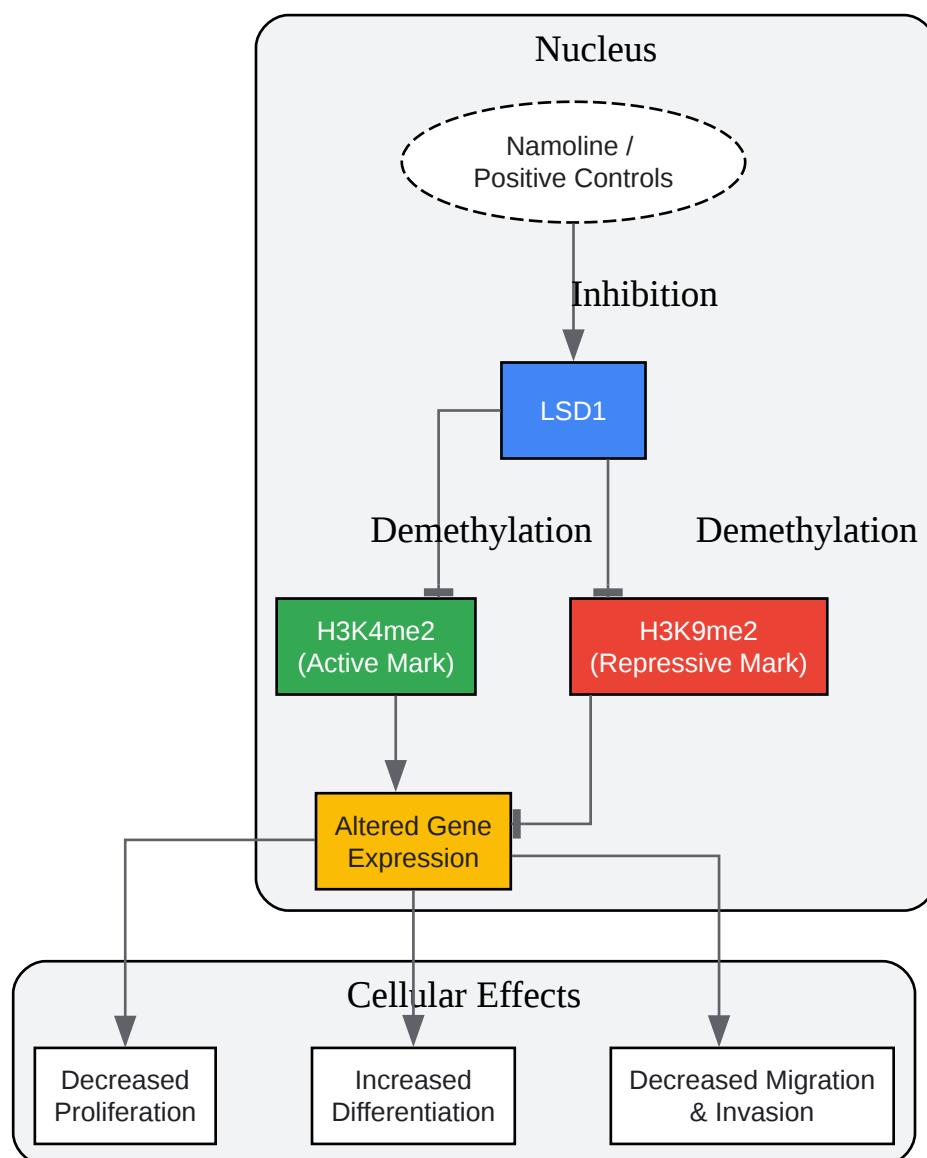 Nucleus
Namoline /
Positive Controls
Inhibition
LSD1
Demethylation
Demethylation
H3K4me2
(Active Mark)
H3K9me2
(Repressive Mark)
Altered Gene
Expression
Cellular Effects
Decreased
Proliferation
Increased
Differentiation
Decreased Migration
& Invasion